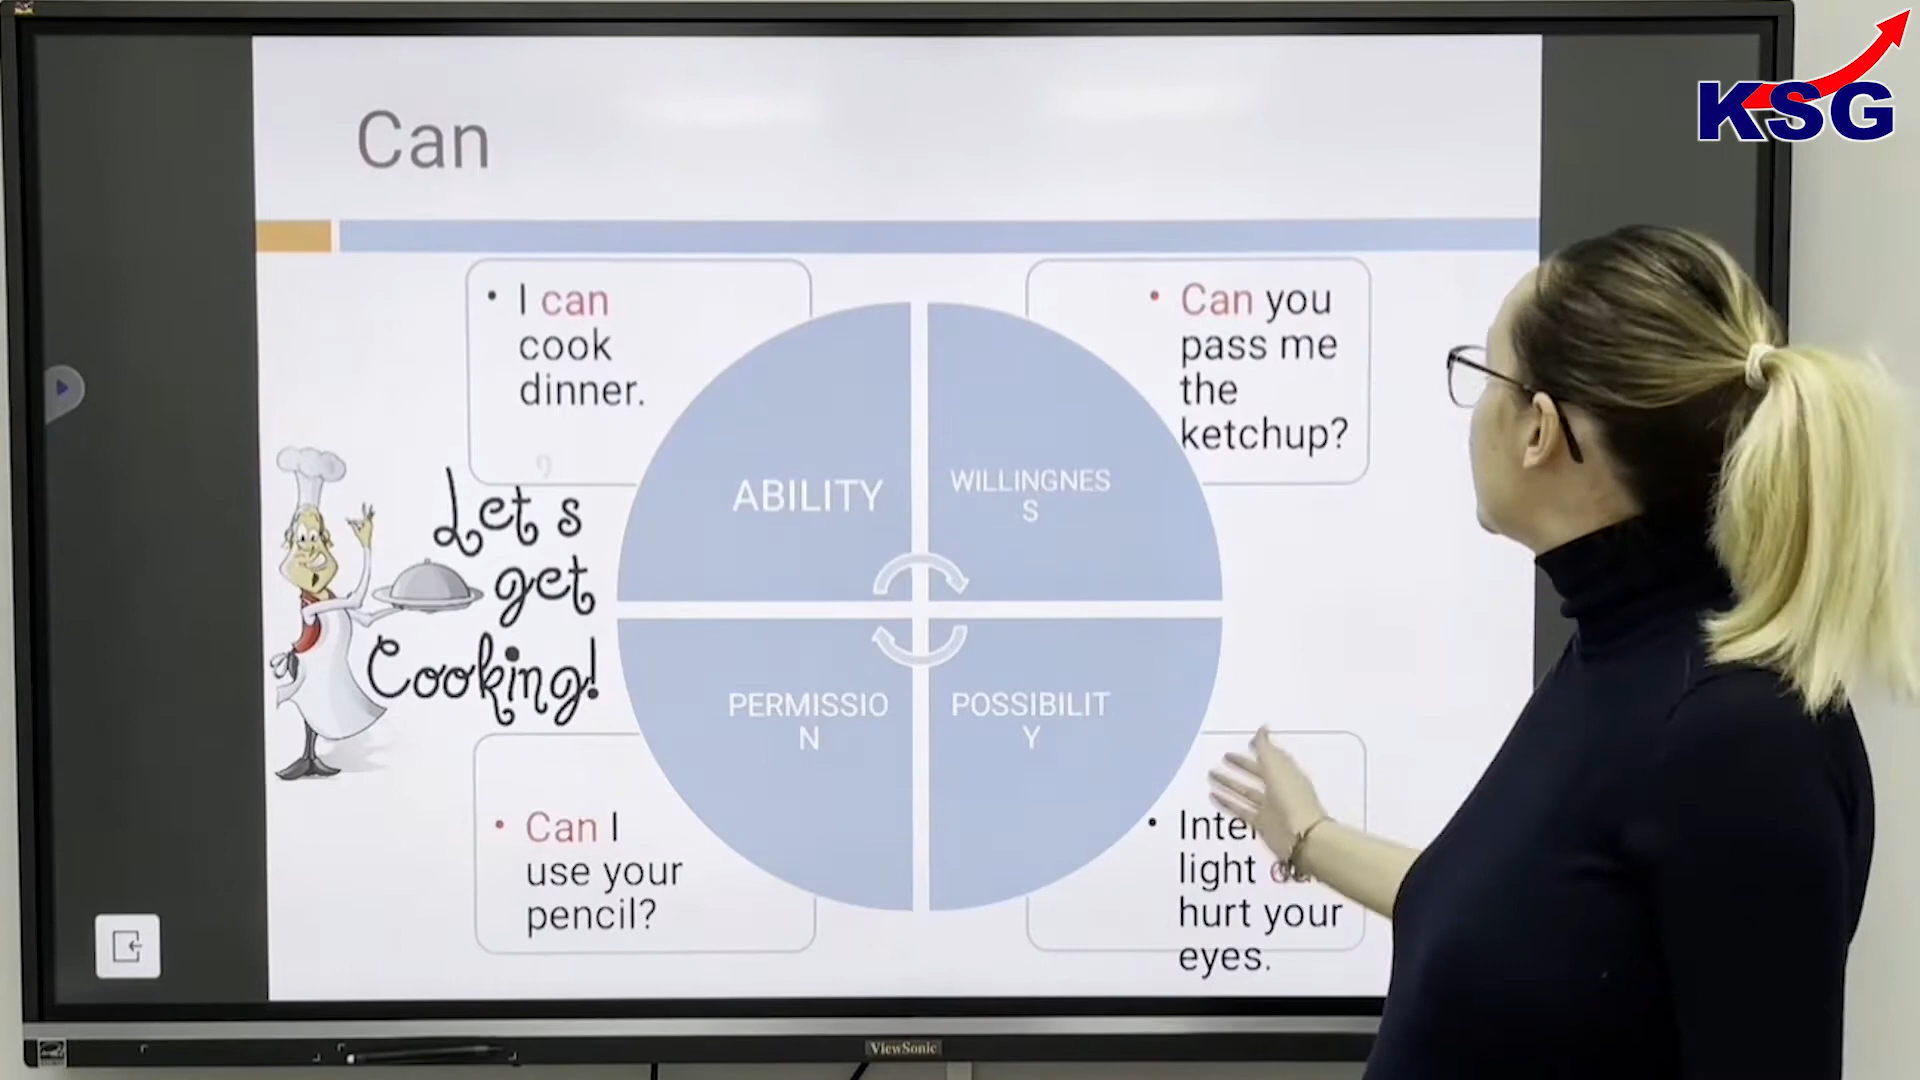 KSG
Can
• I can
cook
dinner.
• Can you
pass me
the
ketchup?
ABILITY
WILLINGNES
S
Let's
get
Cooking!
PERMISSIO
N
POSSIBILIT
Y
• Can I
use your
pencil?
•
light
hurt your
eyes.
ViewSonic